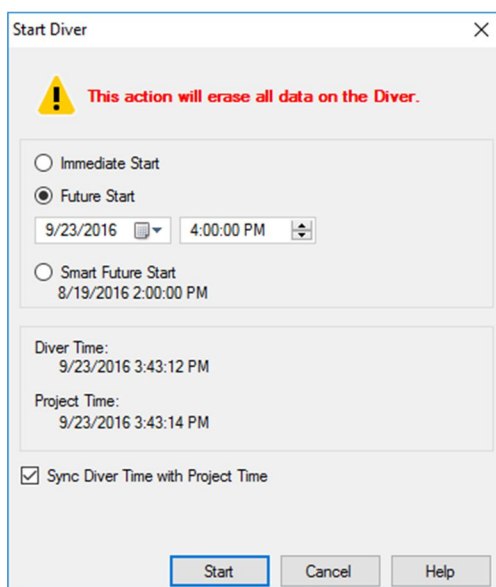 Start Diver
This action will erase all data on the Diver.
Immediate Start
Future Start
9/23/2016 4:00:00 PM
Smart Future Start
8/19/2016 2:00:00 PM
Diver Time:
9/23/2016 3:43:12 PM
Project Time:
9/23/2016 3:43:14 PM
Sync Diver Time with Project Time
Start Cancel Help